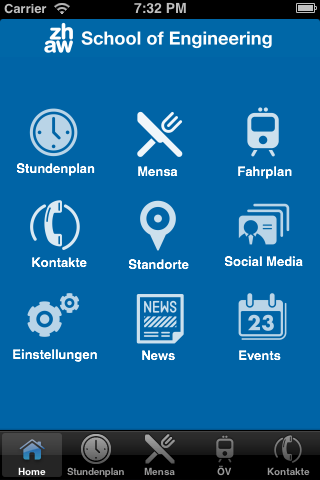 Carrier 7:32 PM
zh
aw School of Engineering
Stundenplan Mensa Fahrplan
Kontakte Standorte Social Media
NEWS 23
Einstellungen News Events
Home Stundenplan Mensa ÖV Kontakte